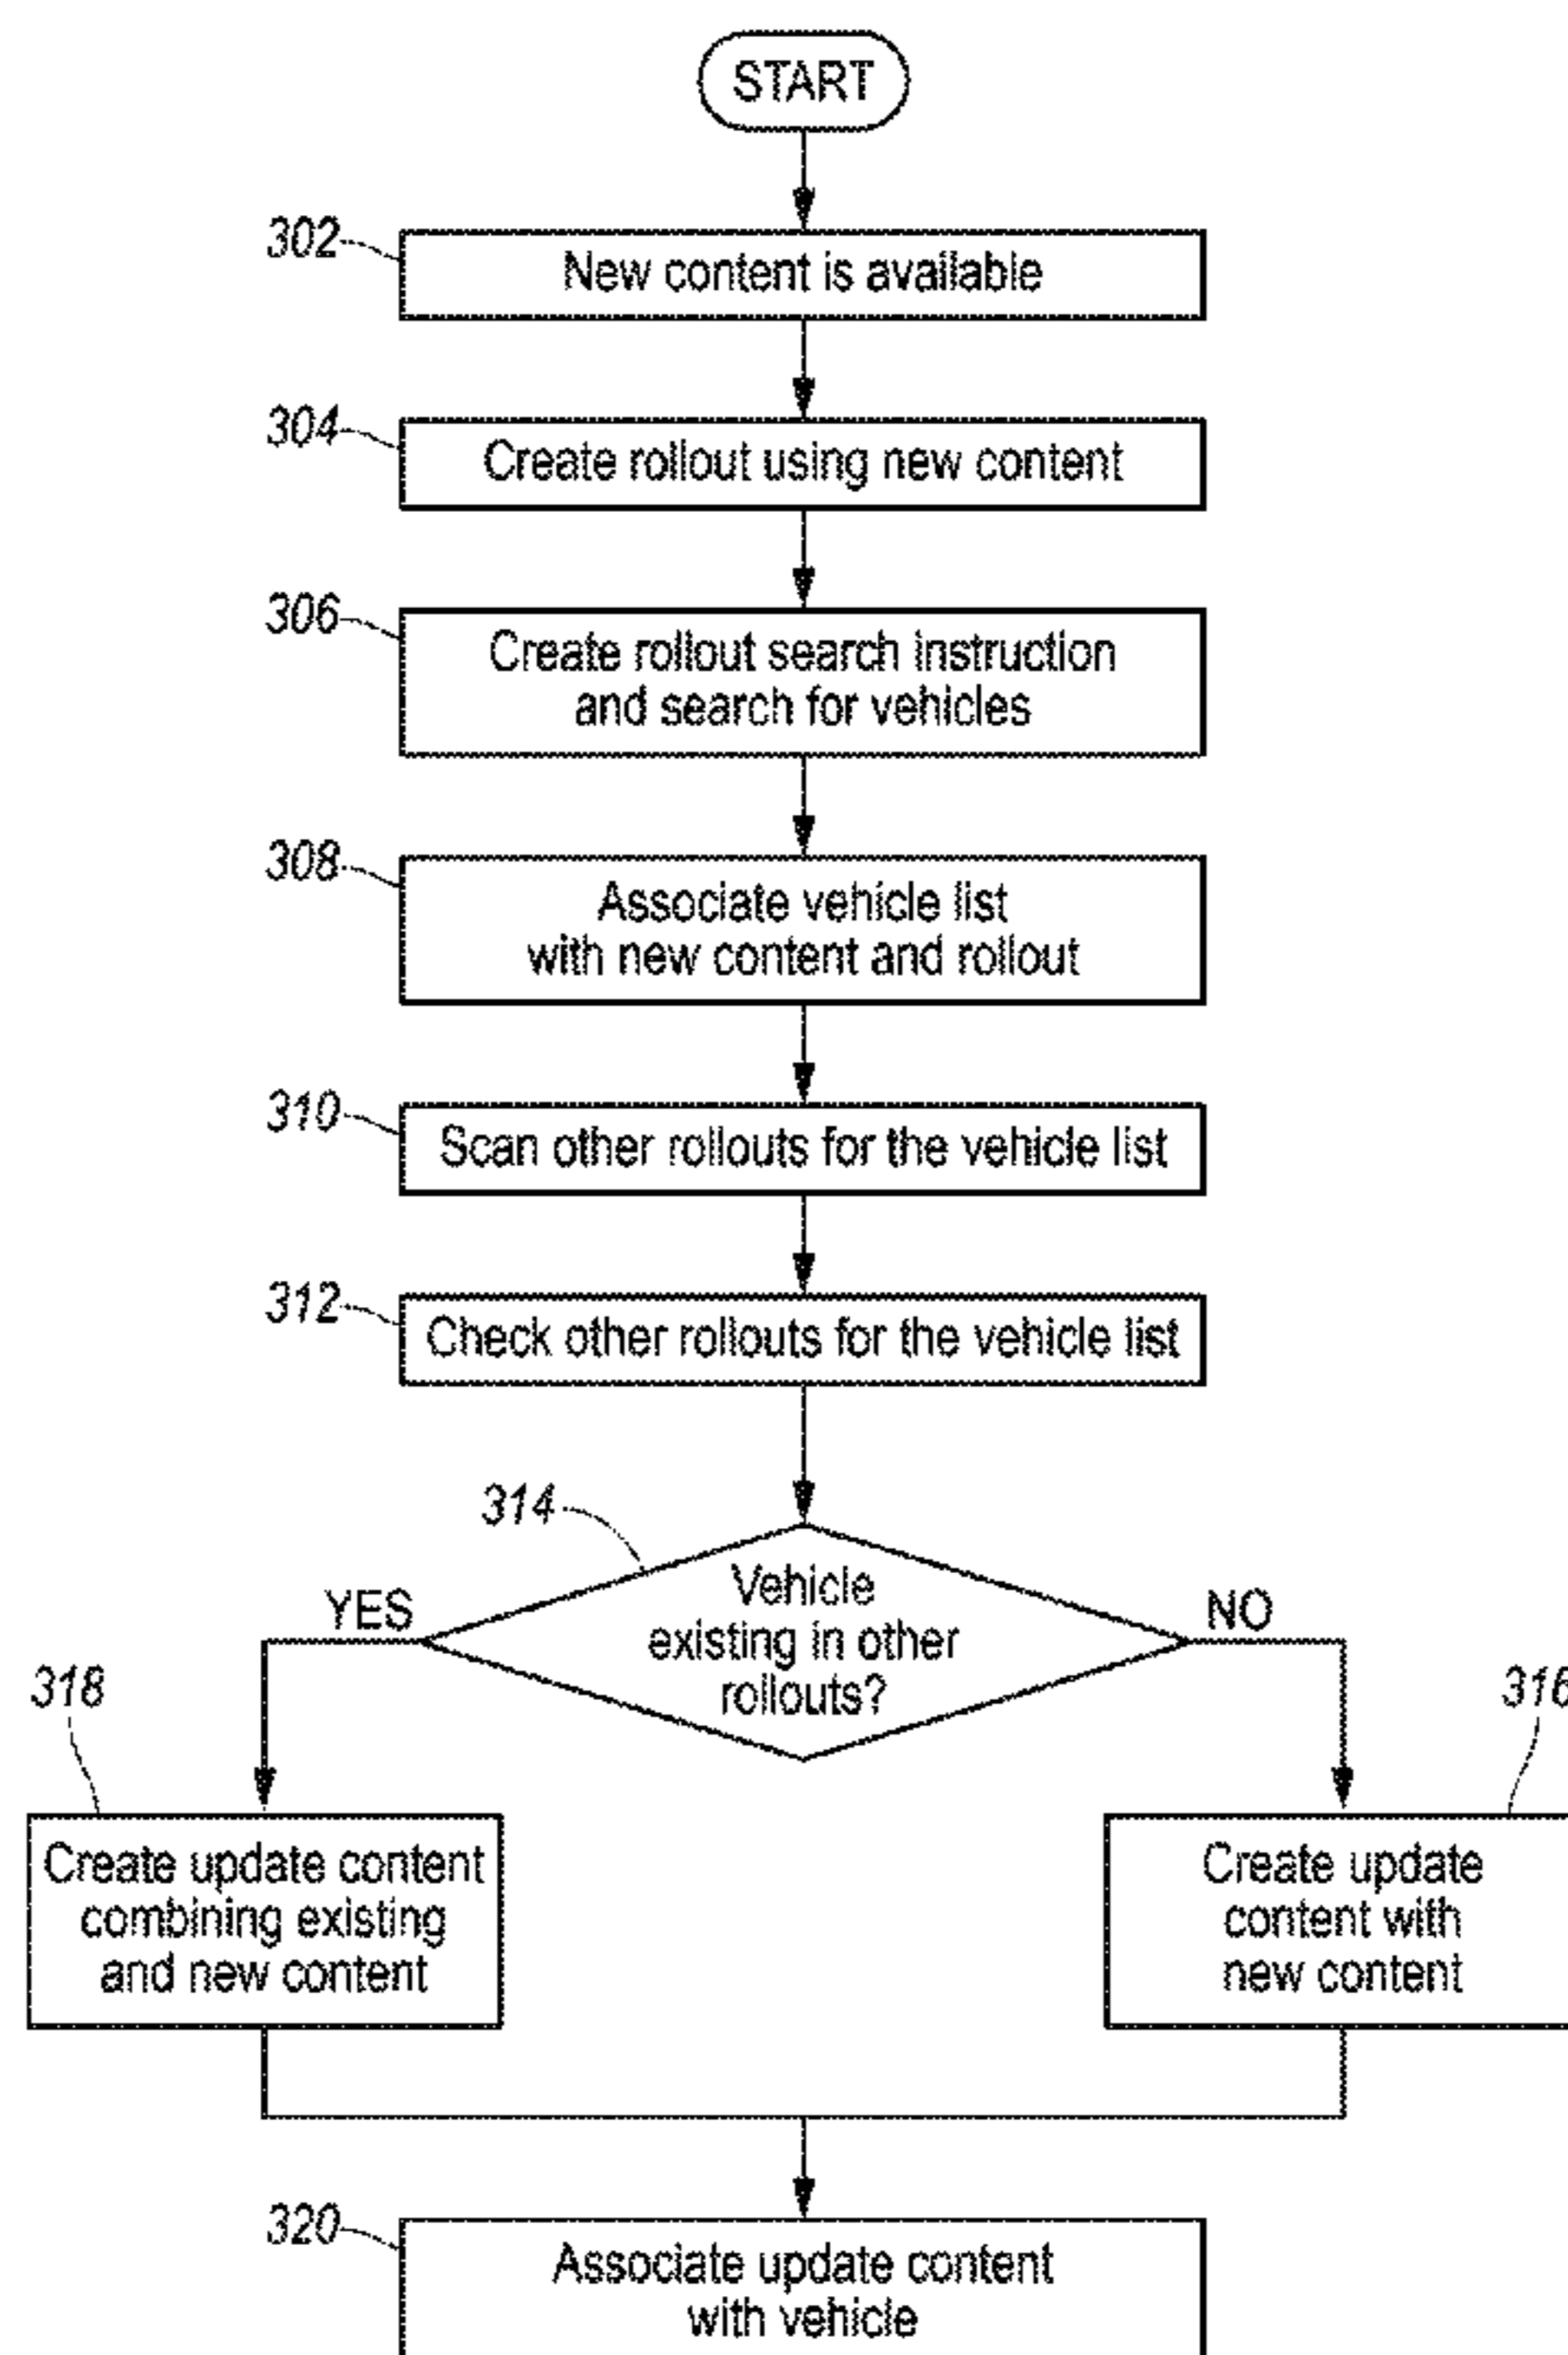 START
302
New content is available
304
Create rollout using new content
306
Create rollout search instruction
and search for vehicles
308
Associate vehicle list
with new content and rollout
310
Scan other rollouts for the vehicle list
312
Check other rollouts for the vehicle list
314
Vehicle
existing in other
rollouts?
YES
NO
318
316
Create update content
combining existing
and new content
Create update
content with
new content
320
Associate update content
with vehicle